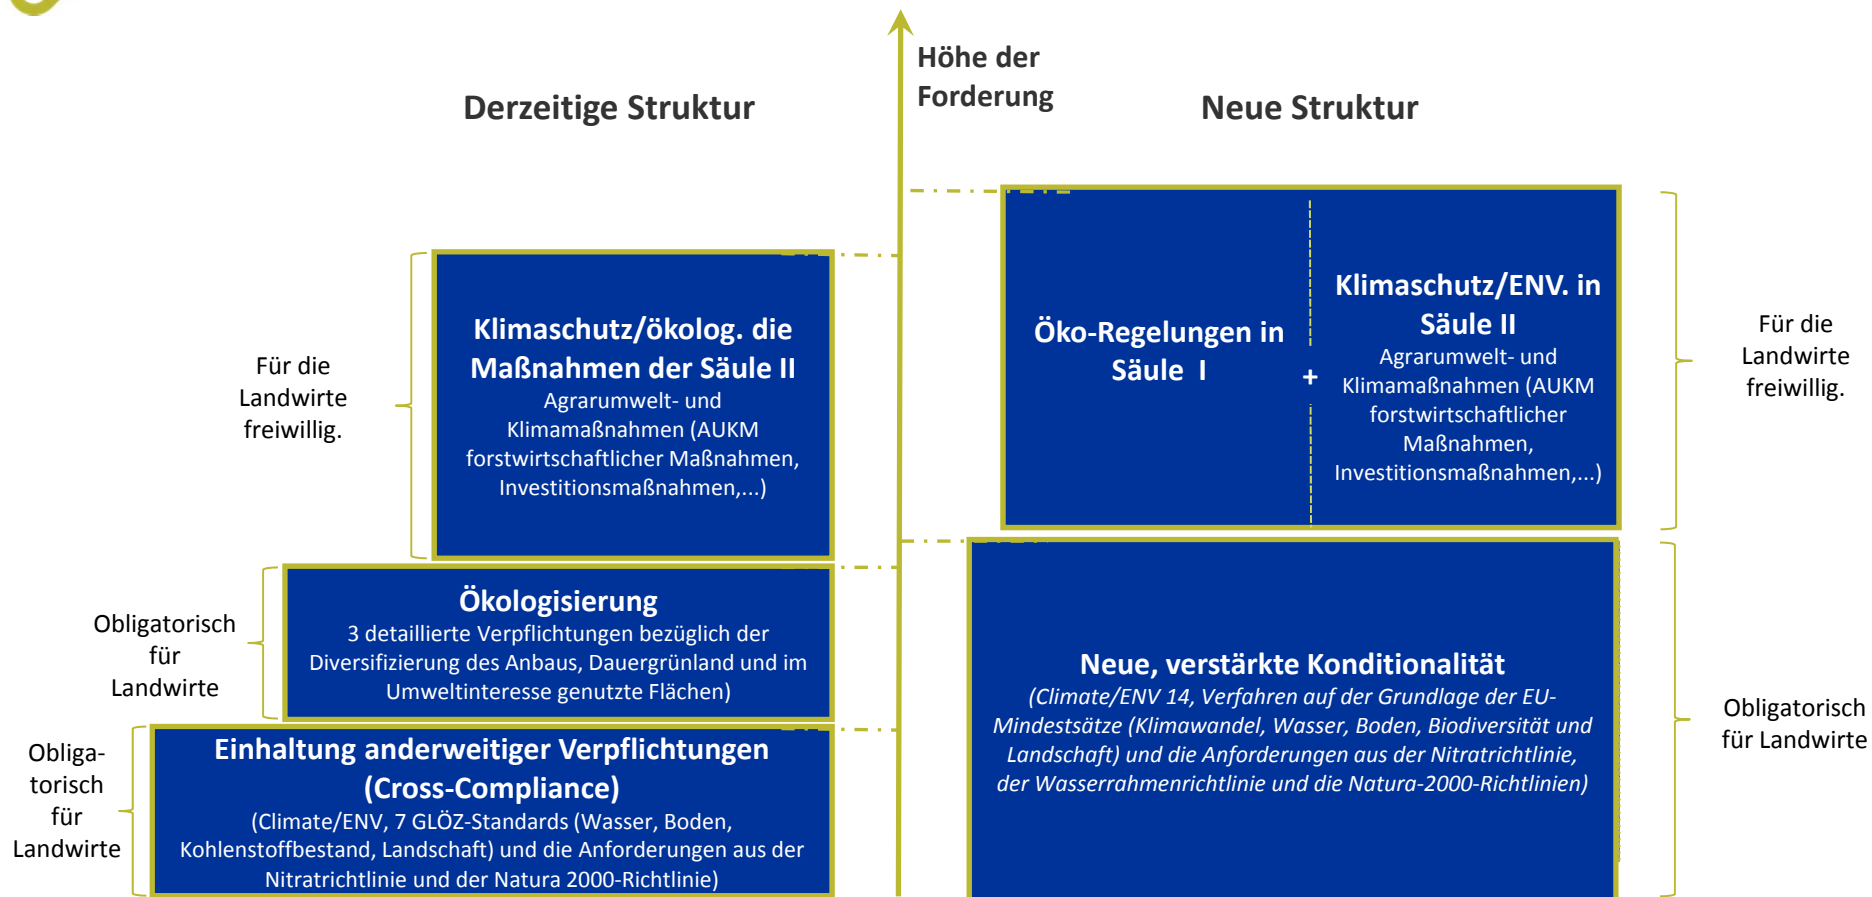 Höhe der
Forderung
Derzeitige Struktur
Neue Struktur
Für die
Landwirte
freiwillig.
Klimaschutz/ökolog. die
Maßnahmen der Säule II
Agrarumwelt- und
Klimamaßnahmen (AUKM
forstwirtschaftlicher Maßnahmen,
Investitionsmaßnahmen,...)
Obligatorisch
für
Landwirte
Ökologisierung
3 detaillierte Verpflichtungen bezüglich der
Diversifizierung des Anbaus, Dauergrünland und im
Umweltinteresse genutzte Flächen)
Obliga-
torisch
für
Landwirte
Einhaltung anderweitiger Verpflichtungen
(Cross-Compliance)
(Climate/ENV, 7 GLÖZ-Standards (Wasser, Boden,
Kohlenstoffbestand, Landschaft) und die Anforderungen aus der
Nitratrichtlinie und der Natura 2000-Richtlinie)
Öko-Regelungen in
Säule I
+
Klimaschutz/ENV. in
Säule II
Agrarumwelt- und
Klimamaßnahmen (AUKM
forstwirtschaftlicher
Maßnahmen,
Investitionsmaßnahmen,...)
Für die
Landwirte
freiwillig.
Neue, verstärkte Konditionalität
(Climate/ENV 14, Verfahren auf der Grundlage der EU-
Mindestsätze (Klimawandel, Wasser, Boden, Biodiversität und
Landschaft) und die Anforderungen aus der Nitratrichtlinie,
der Wasserrahmenrichtlinie und die Natura-2000-Richtlinien)
Obligatorisch
für Landwirte